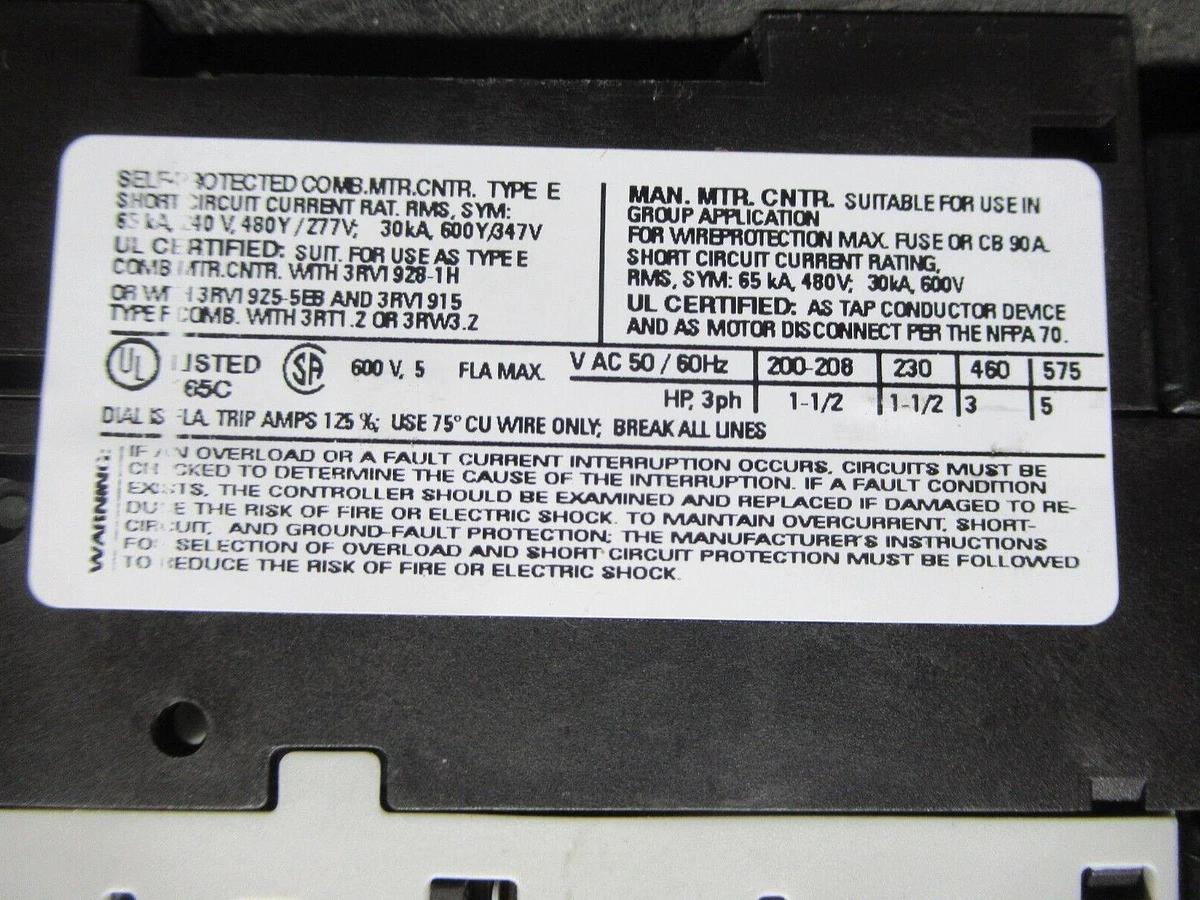 SELF-PROTECTED COMB.MTR.CNTR. TYPE E
SHORT CIRCUIT CURRENT RAT. RMS, SYM:
65 kA, 240 V, 480Y/277V; 30kA, 600Y/347V
UL CERTIFIED: SUIT. FOR USE AS TYPE E
COMB MTR.CNTR. WITH 3RV1928-1H
OR WITH 3RV1925-5EB AND 3RV1915
TYPE F COMB. WITH 3RT1.2 OR 3RW3.2
MAN. MTR. CNTR. SUITABLE FOR USE IN
GROUP APPLICATION
FOR WIREPROTECTION MAX. FUSE OR CB 90A.
SHORT CIRCUIT CURRENT RATING,
RMS, SYM: 65 kA, 480V; 30kA, 600V
UL CERTIFIED: AS TAP CONDUCTOR DEVICE
AND AS MOTOR DISCONNECT PER THE NFPA 70.
UL LISTED SA 600 V, 5 FLA MAX.
65C
V AC 50 / 60Hz 200-208 230 460 575
HP, 3ph 1-1/2 1-1/2 3 5
DIAL IS FLA. TRIP AMPS 125 %; USE 75° CU WIRE ONLY; BREAK ALL LINES
WARNING:
IF AN OVERLOAD OR A FAULT CURRENT INTERRUPTION OCCURS, CIRCUITS MUST BE
CHECKED TO DETERMINE THE CAUSE OF THE INTERRUPTION. IF A FAULT CONDITION
EXISTS, THE CONTROLLER SHOULD BE EXAMINED AND REPLACED IF DAMAGED TO RE-
DUCE THE RISK OF FIRE OR ELECTRIC SHOCK. TO MAINTAIN OVERCURRENT, SHORT-
CIRCUIT, AND GROUND-FAULT PROTECTION; THE MANUFACTURER'S INSTRUCTIONS
FOR SELECTION OF OVERLOAD AND SHORT CIRCUIT PROTECTION MUST BE FOLLOWED
TO REDUCE THE RISK OF FIRE OR ELECTRIC SHOCK.